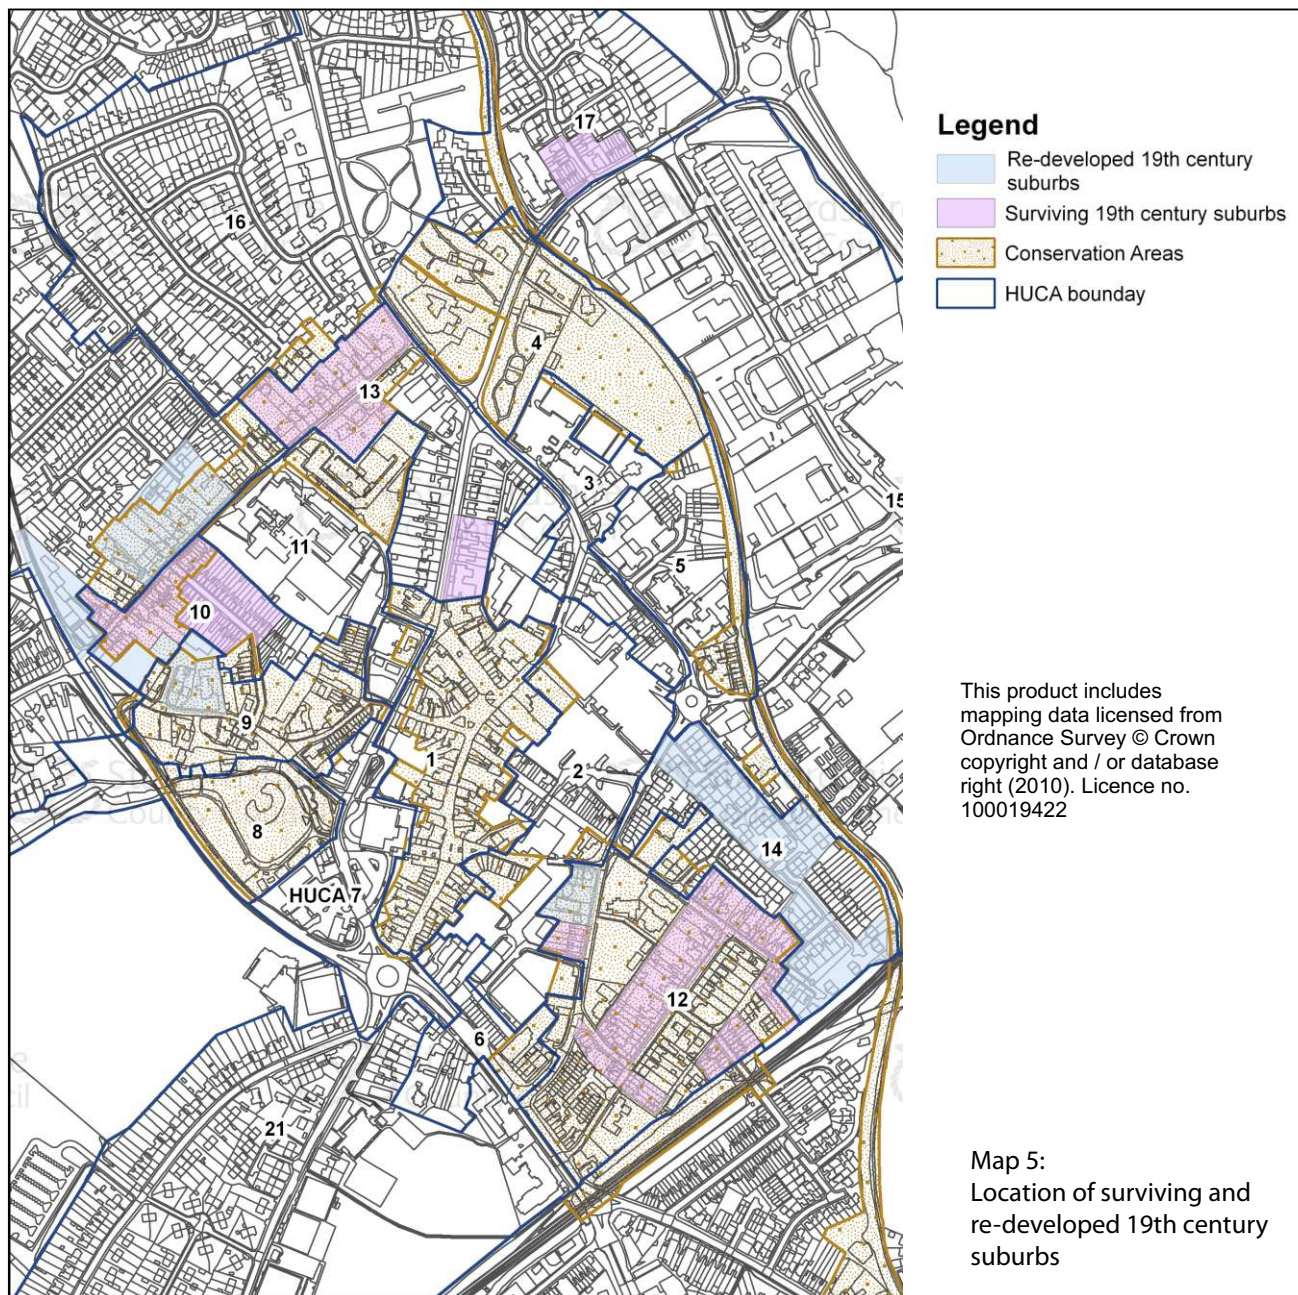 17
16
4
13
3
15
11
5
10
9
1
2
8
14
HUCA 7
12
6
21
Legend
Re-developed 19th century
suburbs
Surviving 19th century suburbs
Conservation Areas
HUCA bounday
This product includes
mapping data licensed from
Ordnance Survey © Crown
copyright and / or database
right (2010). Licence no.
100019422
Map 5:
Location of surviving and
re-developed 19th century
suburbs